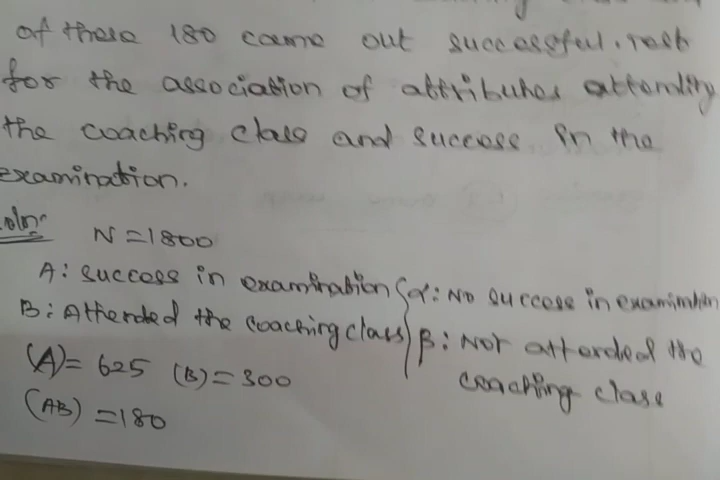 of these 180 came out successful. Test
for the association of attributes attending
the coaching class and success in the
examination.
Soln:
N = 1800
A: Success in examination α: No success in examination
B: Attended the coaching class β: Not attended the
coaching class
(A) = 625 (B) = 300
(AB) = 180